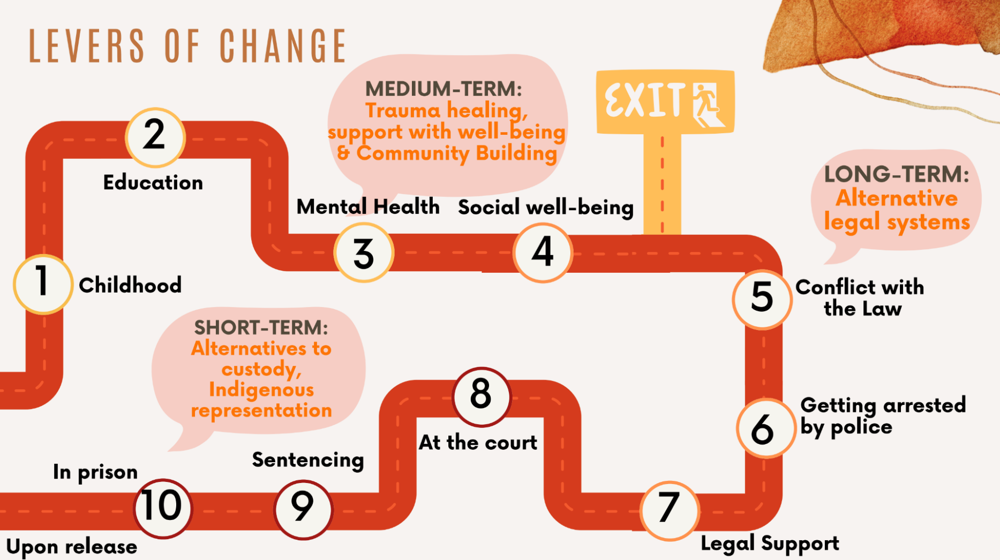 LEVERS OF CHANGE
MEDIUM-TERM:
Trauma healing,
support with well-being
& Community Building
EXIT
LONG-TERM:
Alternative
legal systems
2
Education
Mental Health
Social well-being
3
4
1
Childhood
5
Conflict with
the Law
SHORT-TERM:
Alternatives to
custody,
Indigenous
representation
8
At the court
6
Getting arrested
by police
Sentencing
In prison
10
9
7
Legal Support
Upon release